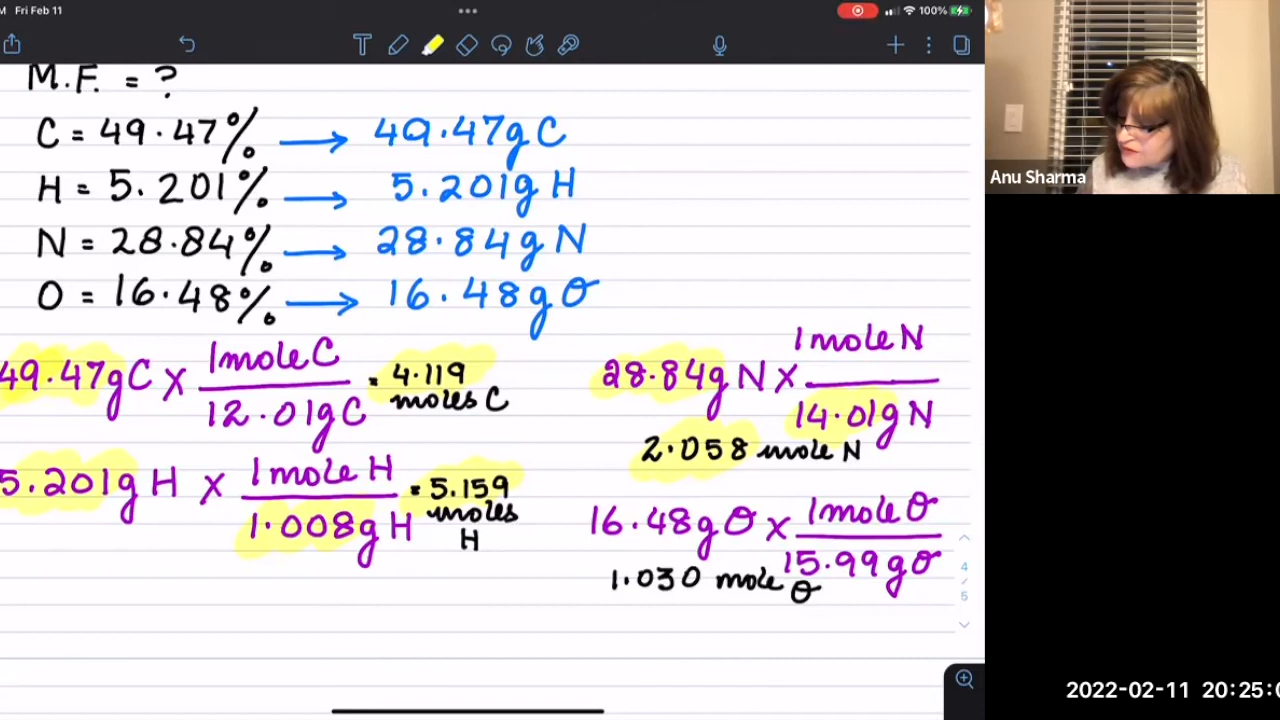 M Fri Feb 11
100%
M.F. = ?
C = 49.47% → 49.47g C
H = 5.201% → 5.201g H
N = 28.84% → 28.84g N
O = 16.48% → 16.48g O
49.47gC x 1moleC / 12.01gC = 4.119 moles C
5.201g H x 1mole H / 1.008g H = 5.159 moles H
28.84g N x 1mole N / 14.01g N
2.058 mole N
16.48g O x 1mole O / 15.99g O
1.030 mole O
4
/
5
Anu Sharma
2022-02-11 20:25:0